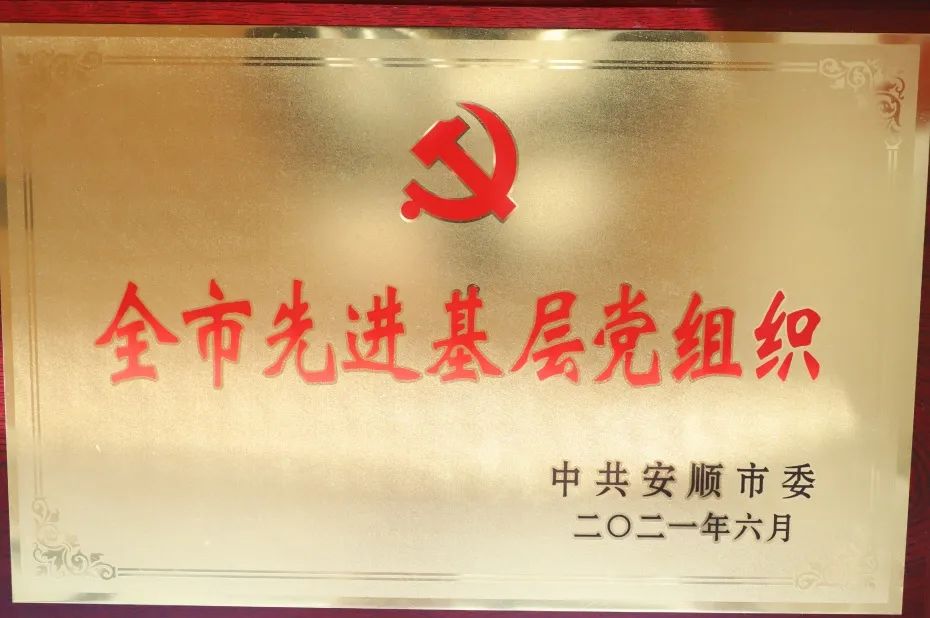 全市先进基层党组织
中共安顺市委
二〇二一年六月